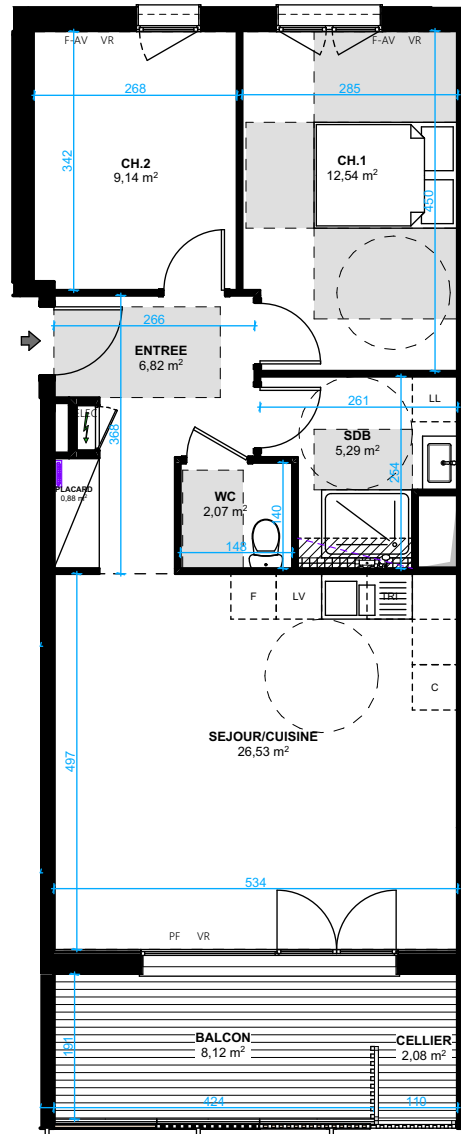 F-AV VR
F-AV VR
268
285
342
CH.2
9,14 m²
CH.1
12,54 m²
450
266
ENTREE
6,82 m²
368
261
LL
ELEC
SDB
5,29 m²
254
PLACARD
0,88 m²
WC
2,07 m²
140
148
F
LV
TRI
C
SEJOUR/CUISINE
26,53 m²
497
534
PF VR
BALCON
8,12 m²
CELLIER
2,08 m²
191
424
110